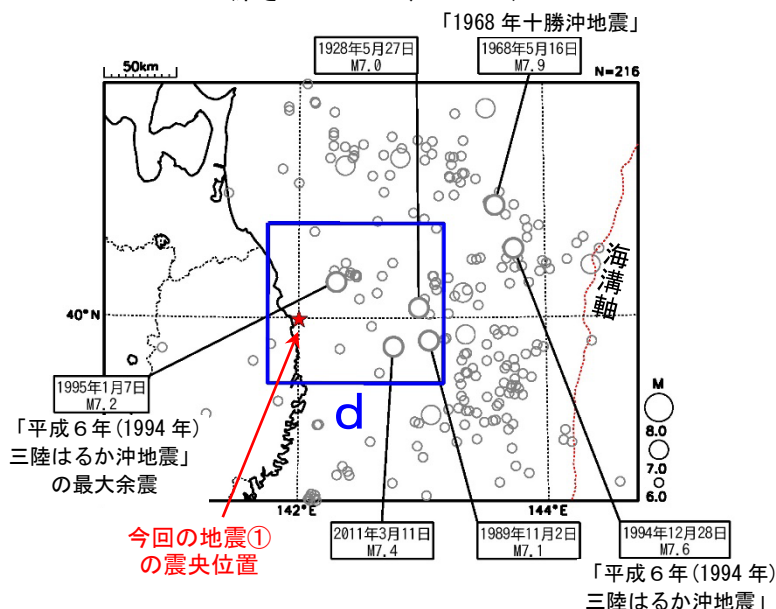 「1968 年十勝沖地震」
1928年5月27日
M7.0
1968年5月16日
M7.9
50km
N=216
海溝軸
40°N
1995年1月7日
M7.2
「平成６年(1994 年)
三陸はるか沖地震」
の最大余震
d
M
8.0
7.0
6.0
142°E
144°E
今回の地震①
の震央位置
2011年3月11日
M7.4
1989年11月2日
M7.1
1994年12月28日
M7.6
「平成６年(1994 年)
三陸はるか沖地震」